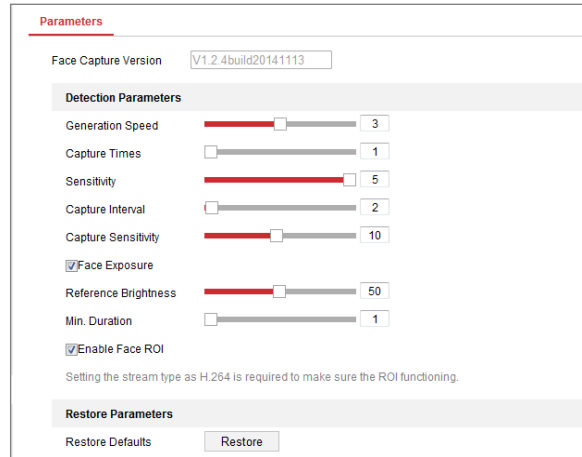 Parameters
Face Capture Version V1.2.4build20141113
Detection Parameters
Generation Speed 3
Capture Times 1
Sensitivity 5
Capture Interval 2
Capture Sensitivity 10
Face Exposure
Reference Brightness 50
Min. Duration 1
Enable Face ROI
Setting the stream type as H.264 is required to make sure the ROI functioning.
Restore Parameters
Restore Defaults Restore